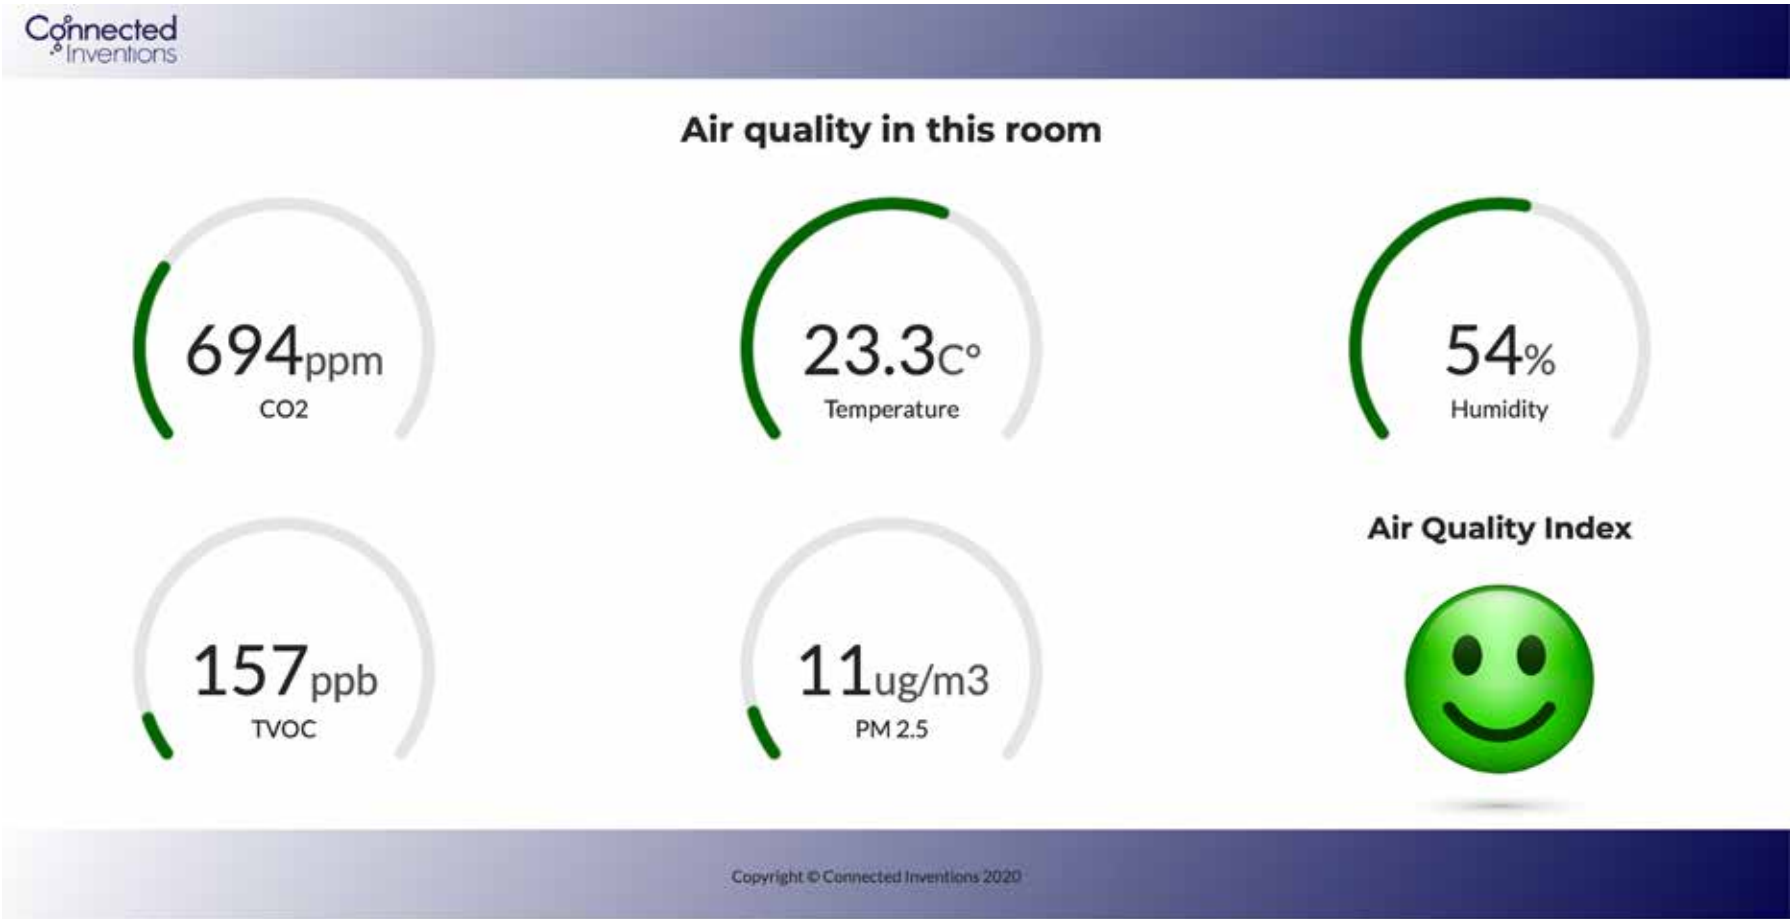 Connected
Inventions
Air quality in this room
694ppm
CO2
23.3C°
Temperature
54%
Humidity
157ppb
TVOC
11ug/m3
PM 2.5
Air Quality Index
Copyright © Connected Inventions 2020